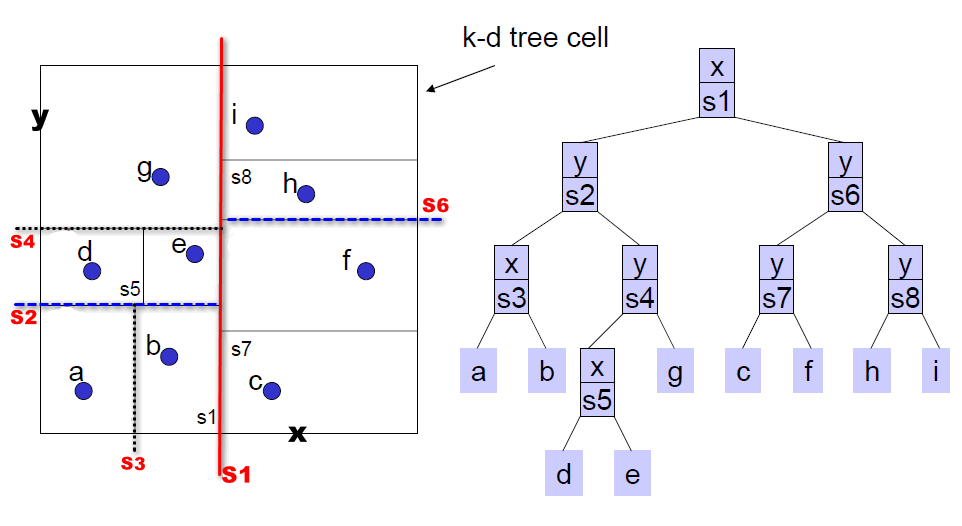 k-d tree cell
y
i
g
s8
h
S6
S4
d
e
f
s5
S2
s7
b
a
c
s1
x
s3
S1
x
s1
y
s2
y
s6
x
s3
y
s4
y
s7
y
s8
a
b
x
s5
g
c
f
h
i
d
e